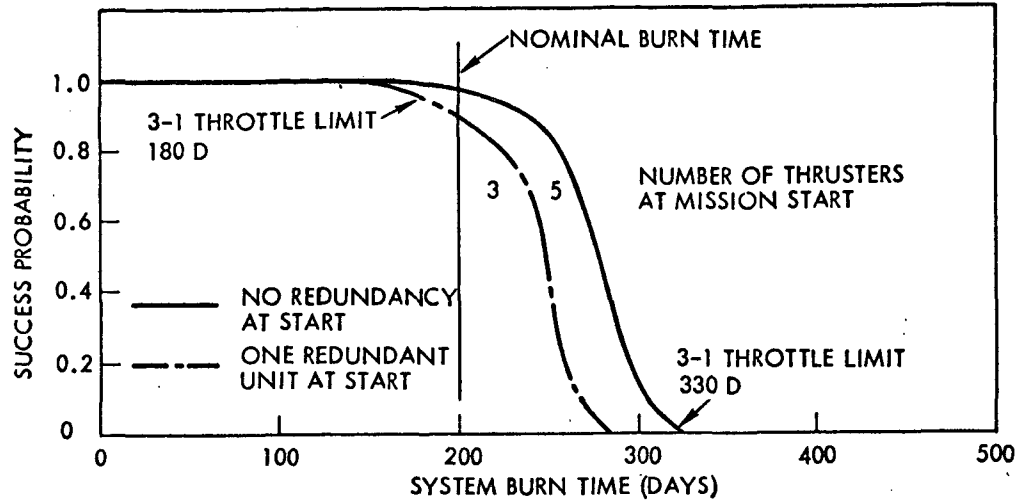 NOMINAL BURN TIME
1.0
3-1 THROTTLE LIMIT
180 D
0.8
3 5
NUMBER OF THRUSTERS
AT MISSION START
0.6
SUCCESS PROBABILITY
0.4
NO REDUNDANCY
AT START
0.2
ONE REDUNDANT
UNIT AT START
3-1 THROTTLE LIMIT
330 D
0
0 100 200 300 400 500
SYSTEM BURN TIME (DAYS)